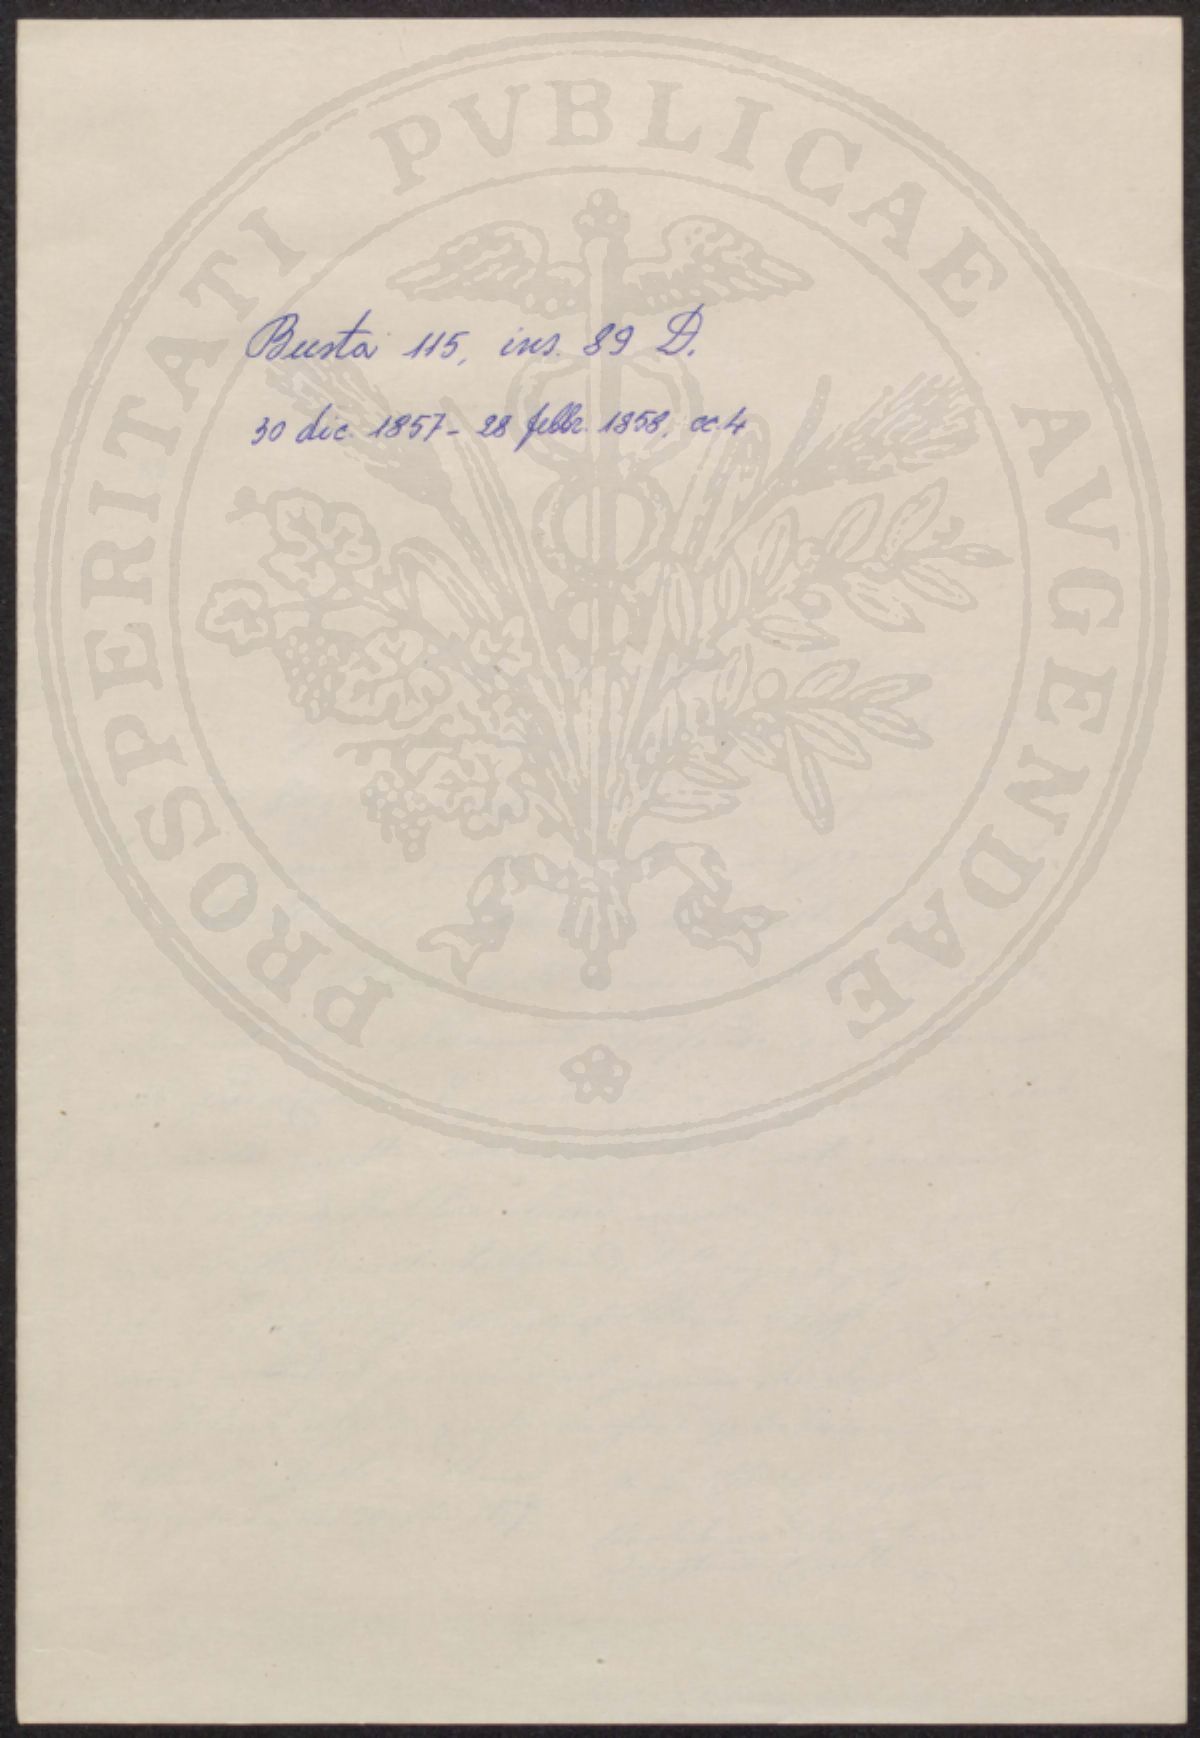 PROSPERITATI PVBLICAE AVGENDAE
Busta 115, ins. 89 D.
30 dic. 1857 - 28 febbr. 1858, cc. 4